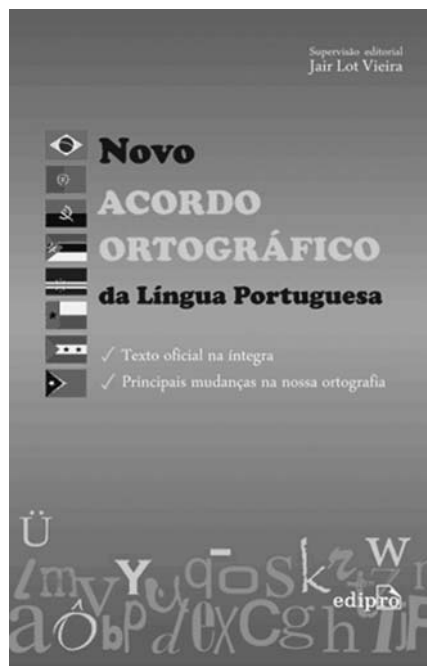 Supervisão editorial
Jair Lot Vieira
Novo
ACORDO
ORTOGRÁFICO
da Língua Portuguesa
✓ Texto oficial na íntegra
✓ Principais mudanças na nossa ortografia
Ü
W
Y
k
edipro
Ô